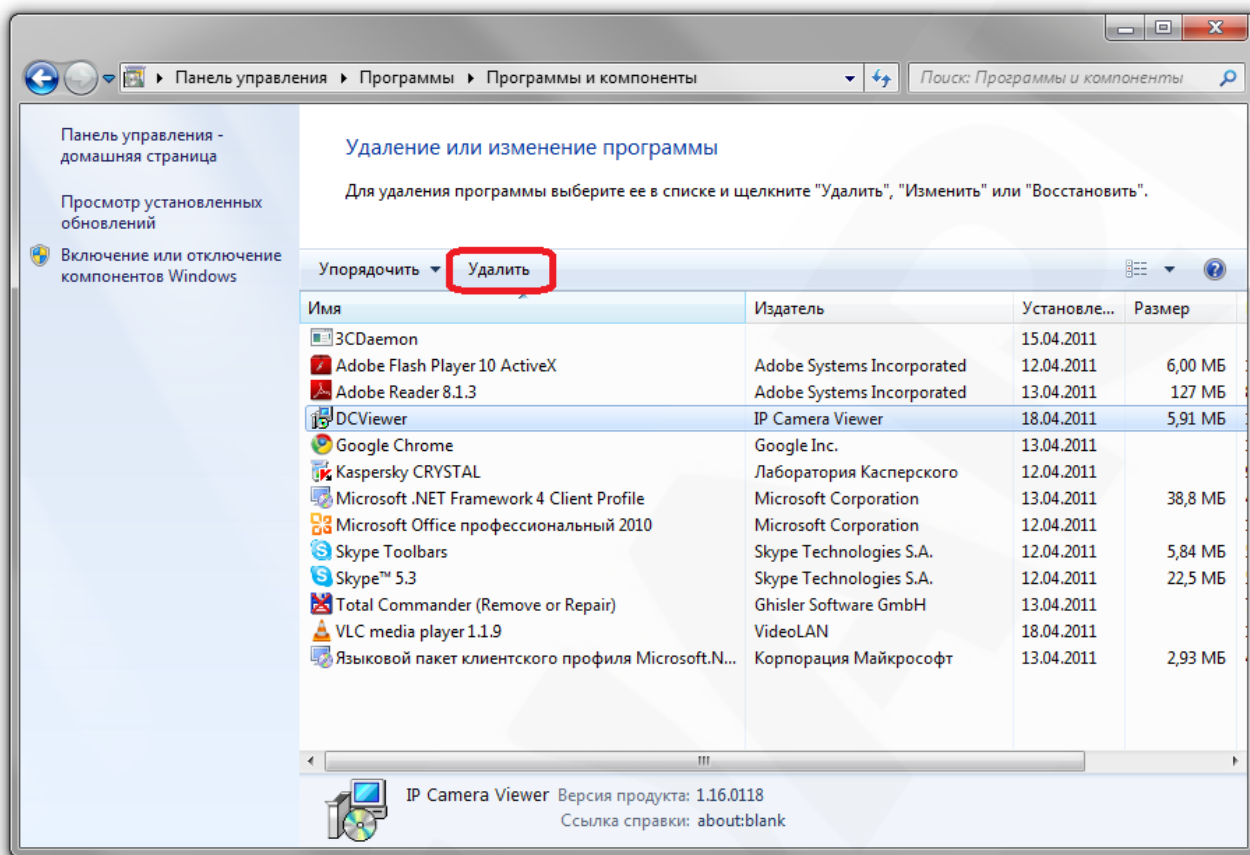 Панель управления ▸ Программы ▸ Программы и компоненты
Поиск: Программы и компоненты
Панель управления -
домашняя страница
Просмотр установленных
обновлений
Включение или отключение
компонентов Windows
Удаление или изменение программы
Для удаления программы выберите ее в списке и щелкните "Удалить", "Изменить" или "Восстановить".
Упорядочить Удалить
Имя Издатель Установле... Размер
3CDaemon 15.04.2011
Adobe Flash Player 10 ActiveX Adobe Systems Incorporated 12.04.2011 6,00 МБ
Adobe Reader 8.1.3 Adobe Systems Incorporated 13.04.2011 127 МБ
DCViewer IP Camera Viewer 18.04.2011 5,91 МБ
Google Chrome Google Inc. 13.04.2011
Kaspersky CRYSTAL Лаборатория Касперского 12.04.2011
Microsoft .NET Framework 4 Client Profile Microsoft Corporation 13.04.2011 38,8 МБ
Microsoft Office профессиональный 2010 Microsoft Corporation 12.04.2011
Skype Toolbars Skype Technologies S.A. 12.04.2011 5,84 МБ
Skype™ 5.3 Skype Technologies S.A. 12.04.2011 22,5 МБ
Total Commander (Remove or Repair) Ghisler Software GmbH 13.04.2011
VLC media player 1.1.9 VideoLAN 18.04.2011
Языковой пакет клиентского профиля Microsoft.N... Корпорация Майкрософт 13.04.2011 2,93 МБ
IP Camera Viewer Версия продукта: 1.16.0118
Ссылка справки: about:blank